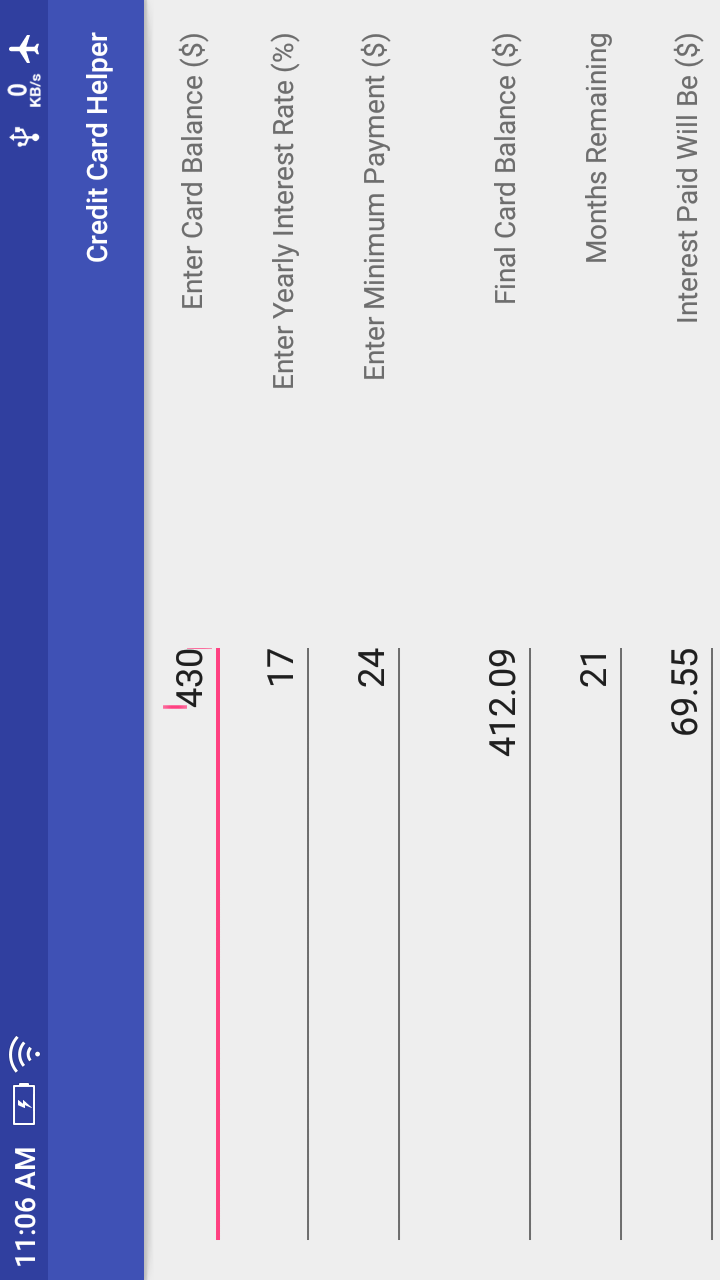 0 KB/s 11:06 AM
Credit Card Helper
Enter Card Balance ($) 430
Enter Yearly Interest Rate (%) 17
Enter Minimum Payment ($) 24
Final Card Balance ($) 412.09
Months Remaining 21
Interest Paid Will Be ($) 69.55